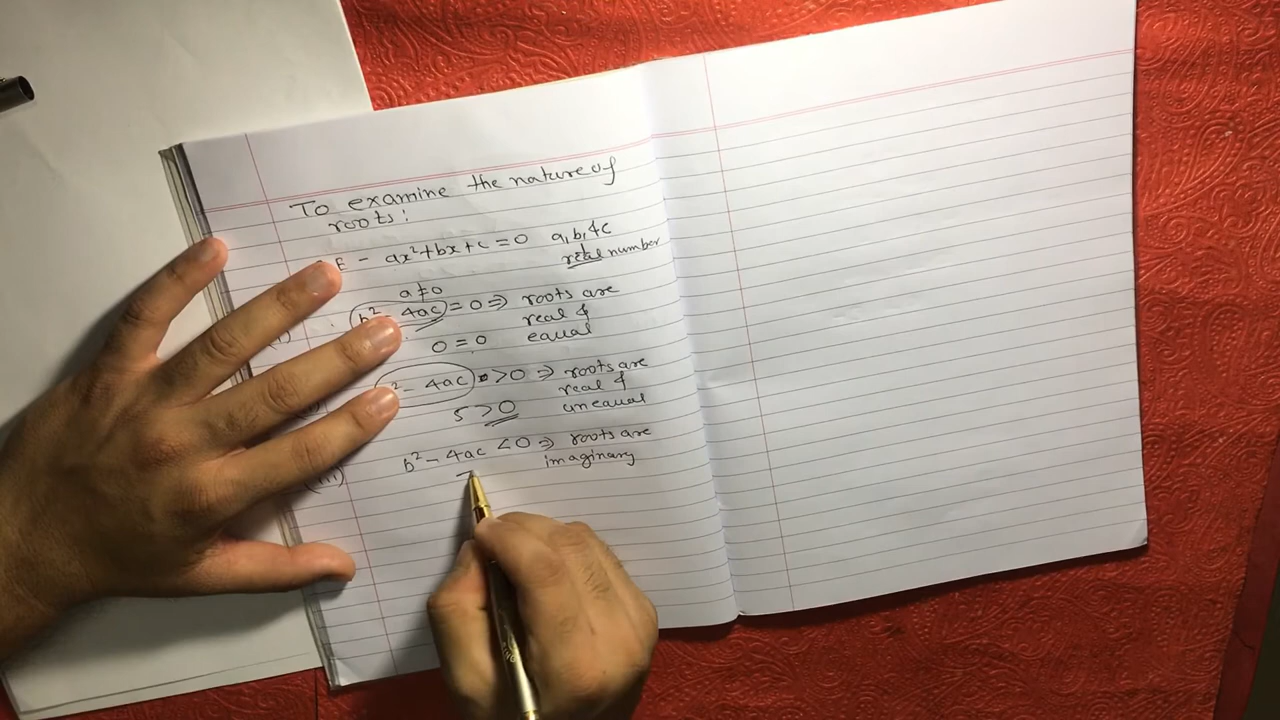 To examine the nature of
roots:
E - ax²+bx+c = 0 a, b, & c
real number
a ≠ 0
b² - 4ac = 0 ⇒ roots are
real &
0 = 0 equal
² - 4ac > 0 ⇒ roots are
real &
5 > 0 unequal
b² - 4ac < 0 ⇒ roots are
imaginary